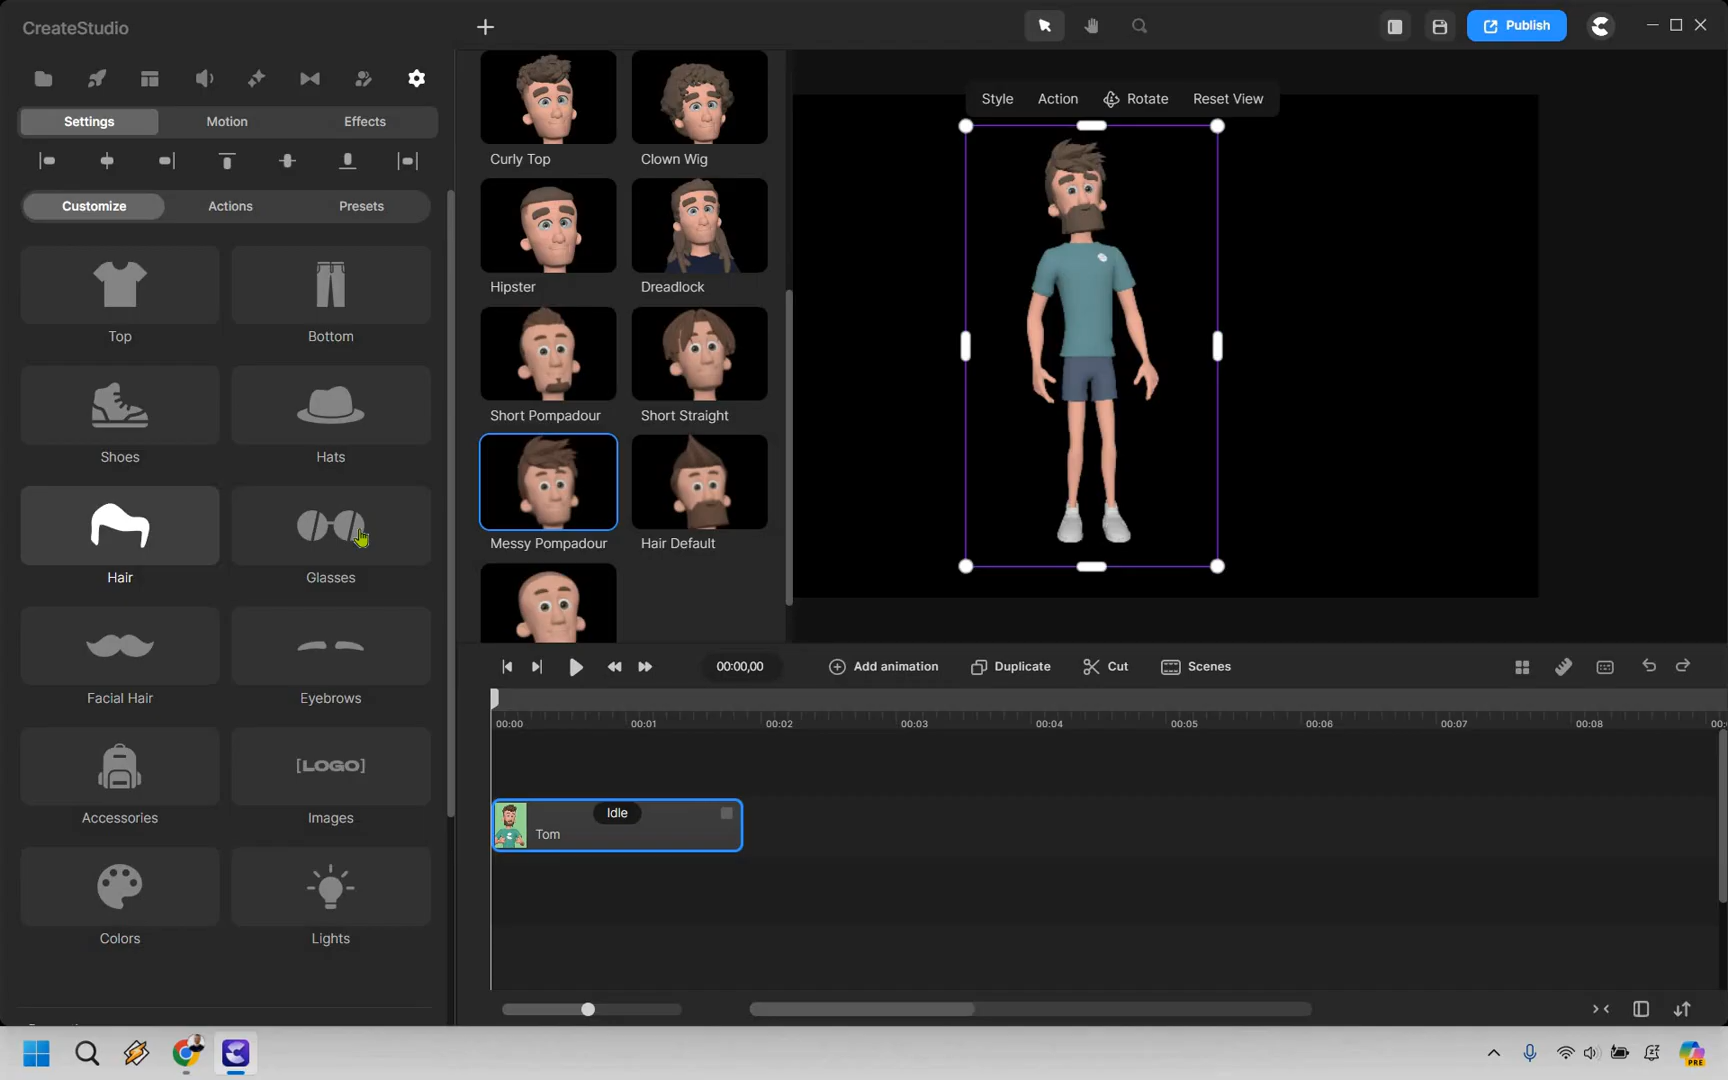 CreateStudio
Publish
Settings
Motion
Effects
Customize
Actions
Presets
Top
Bottom
Shoes
Hats
Hair
Glasses
Facial Hair
Eyebrows
Accessories
[LOGO]
Images
Colors
Lights
Curly Top
Clown Wig
Hipster
Dreadlock
Short Pompadour
Short Straight
Messy Pompadour
Hair Default
Style
Action
Rotate
Reset View
00:00,00
Add animation
Duplicate
Cut
Scenes
00:00
00:01
00:02
00:03
00:04
00:05
00:06
00:07
00:08
Idle
Tom
PRE